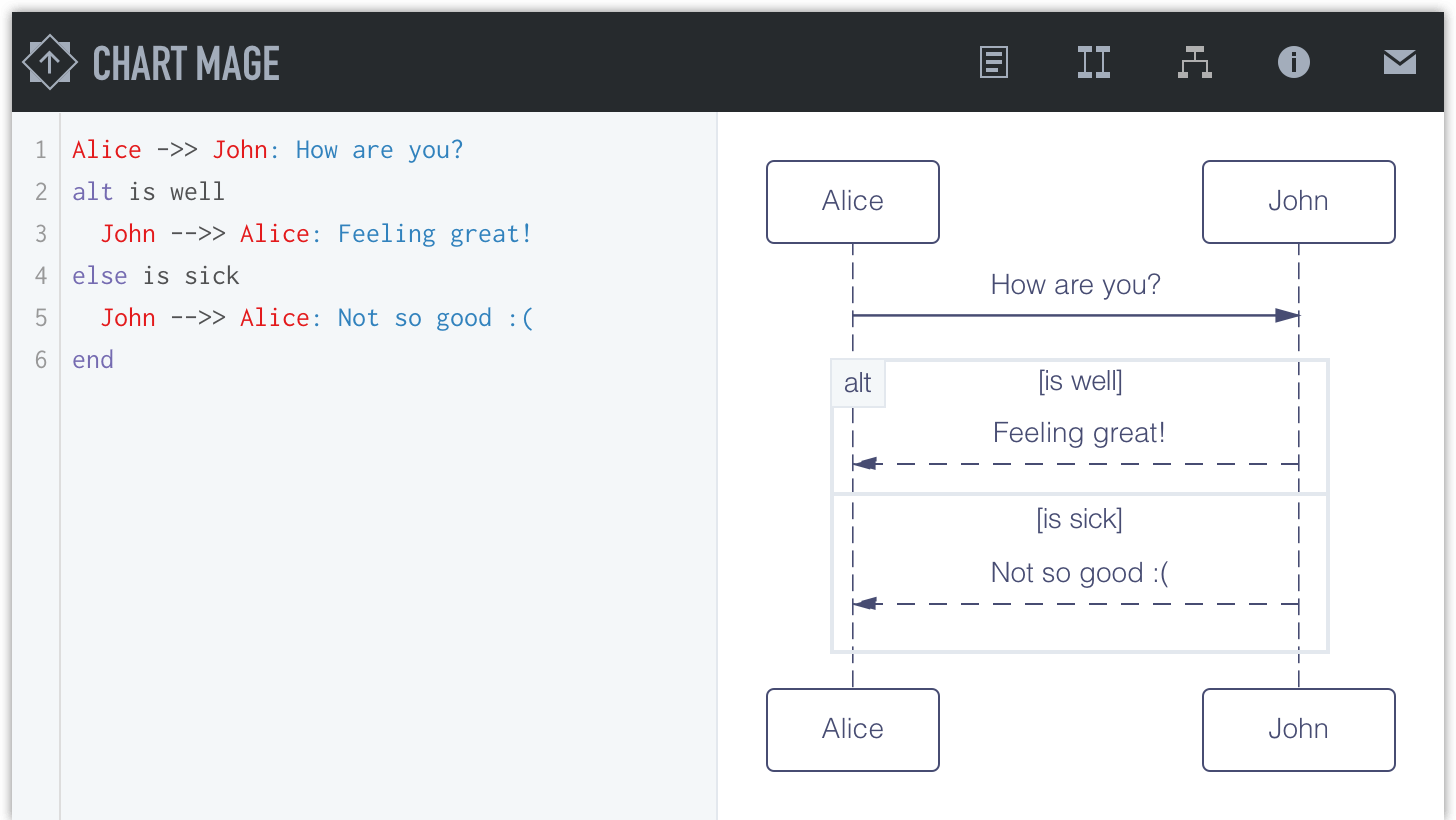 CHART MAGE
1 Alice ->> John: How are you?
2 alt is well
3   John -->> Alice: Feeling great!
4 else is sick
5   John -->> Alice: Not so good :(
6 end
Alice John
How are you?
alt [is well]
Feeling great!
[is sick]
Not so good :(
Alice John